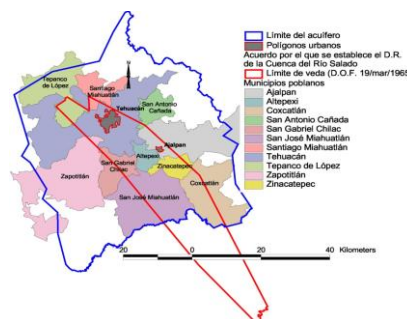 Límite del acuífero
Polígonos urbanos
Acuerdo por el que se establece el D.R.
de la Cuenca del Río Salado
Límite de veda (D.O.F. 19/mar/1965
Municipios poblanos
Ajalpan
Altepexi
Coxcatlán
San Antonio Cañada
San Gabriel Chilac
San José Miahuatlán
Santiago Miahuatlán
Tehuacán
Tepanco de López
Zapotitlán
Zinacatepec
Tepanco
de López
Santiago
Miahuatlán
N
Tehuacán
San Antonio
Cañada
Ajalpan
Altepexi
San Gabriel
Chilac
Zinacatepec
Zapotitlán
Coxcatlán
San José Miahuatlán
20 0 20 40 Kilometers